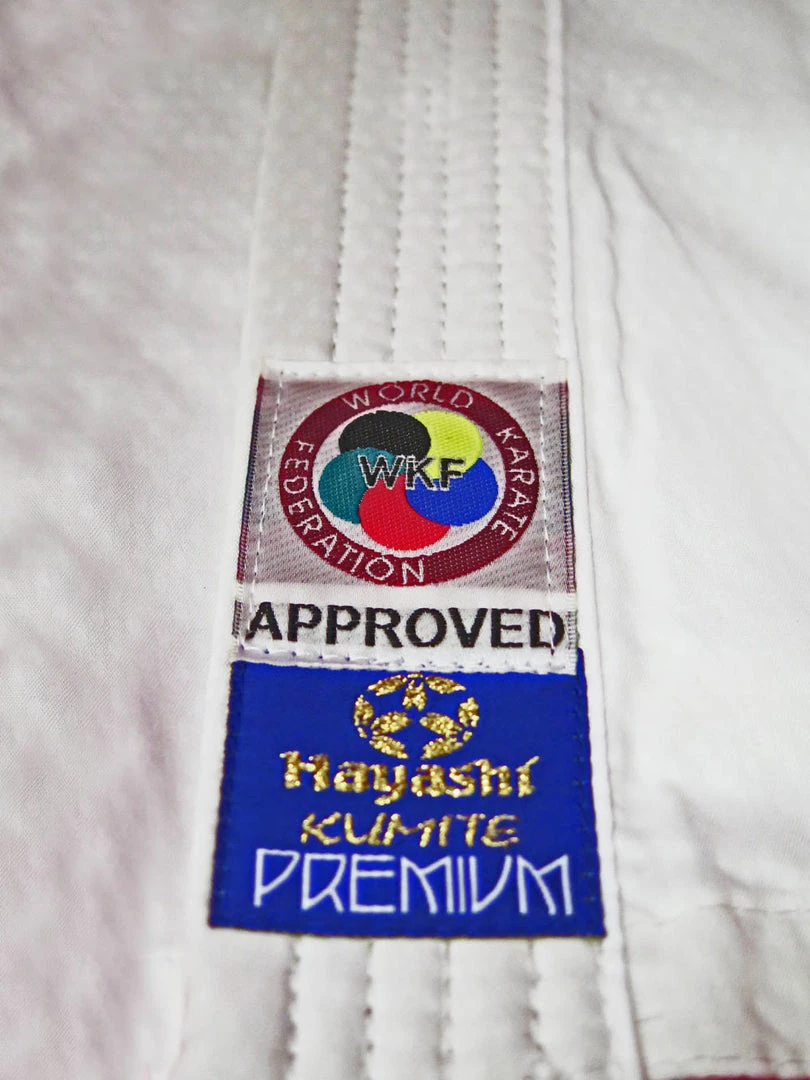 WORLD KARATE FEDERATION
WKF
APPROVED
Hayashi
KUMITE
PREMIUM